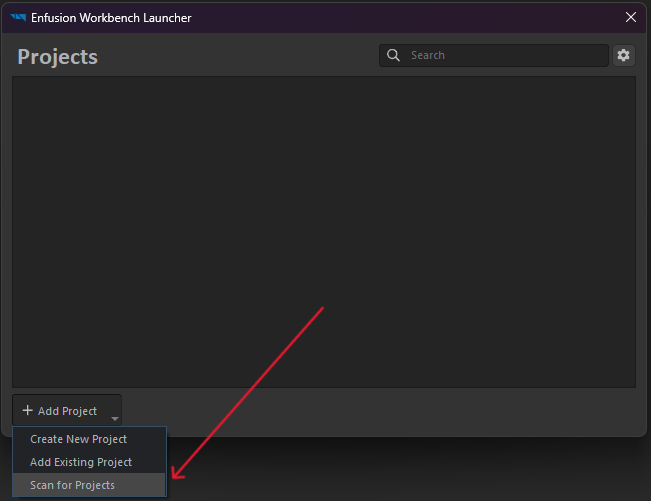 Enfusion Workbench Launcher
Projects
Search
Add Project
Create New Project
Add Existing Project
Scan for Projects